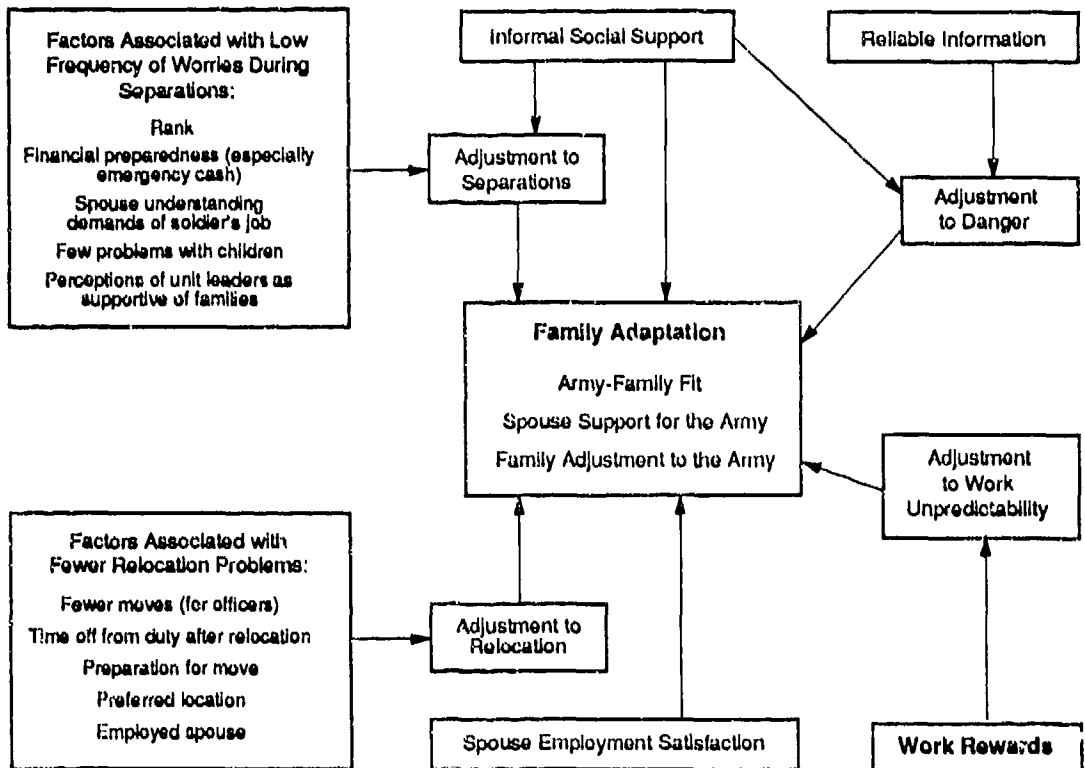 Factors Associated with Low
Frequency of Worries During
Separations:
Rank
Financial preparedness (especially
emergency cash)
Spouse understanding
demands of soldier's job
Few problems with children
Perceptions of unit leaders as
supportive of families
Informal Social Support
Reliable Information
Adjustment to
Separations
Adjustment
to Danger
Family Adaptation
Army-Family Fit
Spouse Support for the Army
Family Adjustment to the Army
Adjustment
to Work
Unpredictability
Factors Associated with
Fewer Relocation Problems:
Fewer moves (for officers)
Time off from duty after relocation
Preparation for move
Preferred location
Employed spouse
Adjustment to
Relocation
Spouse Employment Satisfaction
Work Rewards